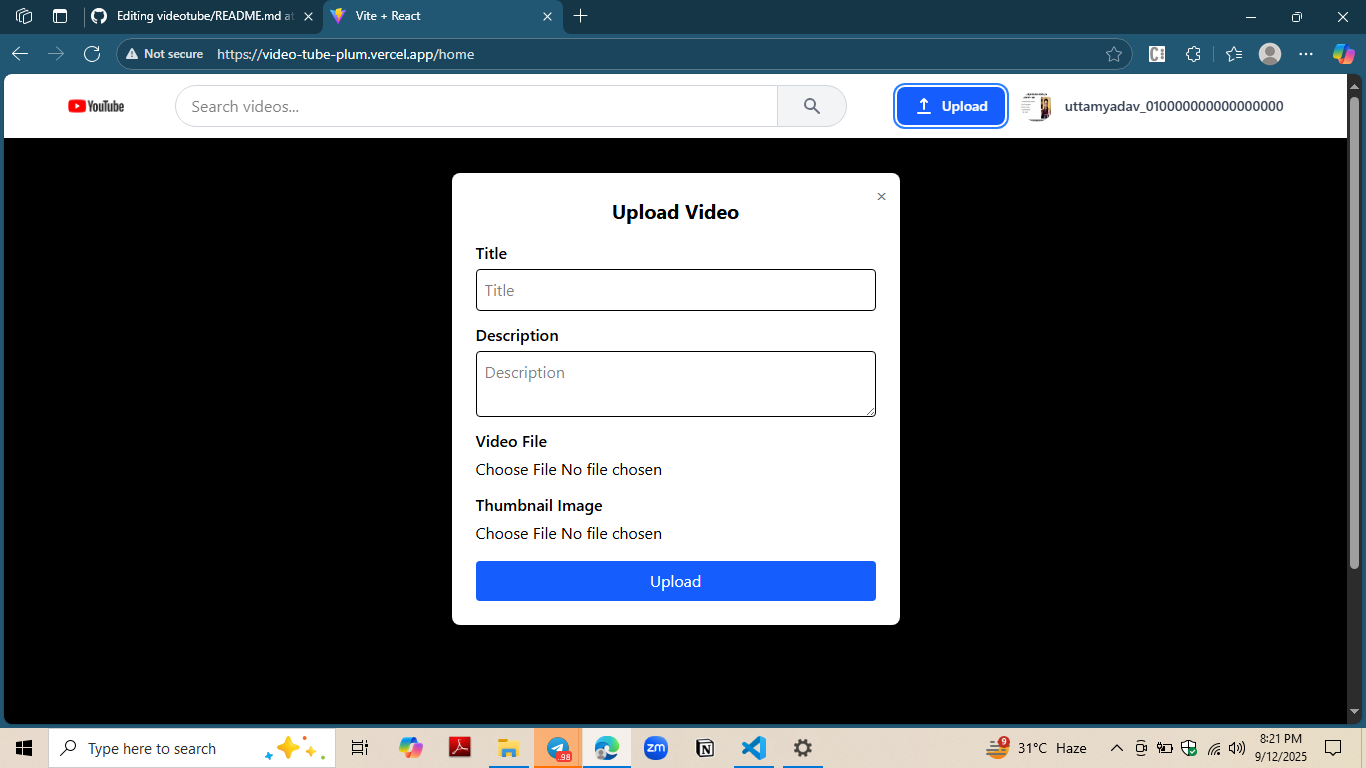 Editing videotube/README.md at
Vite + React
Not secure
https://video-tube-plum.vercel.app/home
YouTube
Search videos...
Upload
uttamyadav_010000000000000000
Upload Video
Title
Title
Description
Description
Video File
Choose File No file chosen
Thumbnail Image
Choose File No file chosen
Upload
Type here to search
.98
zm
9
31°C Haze
8:21 PM
9/12/2025